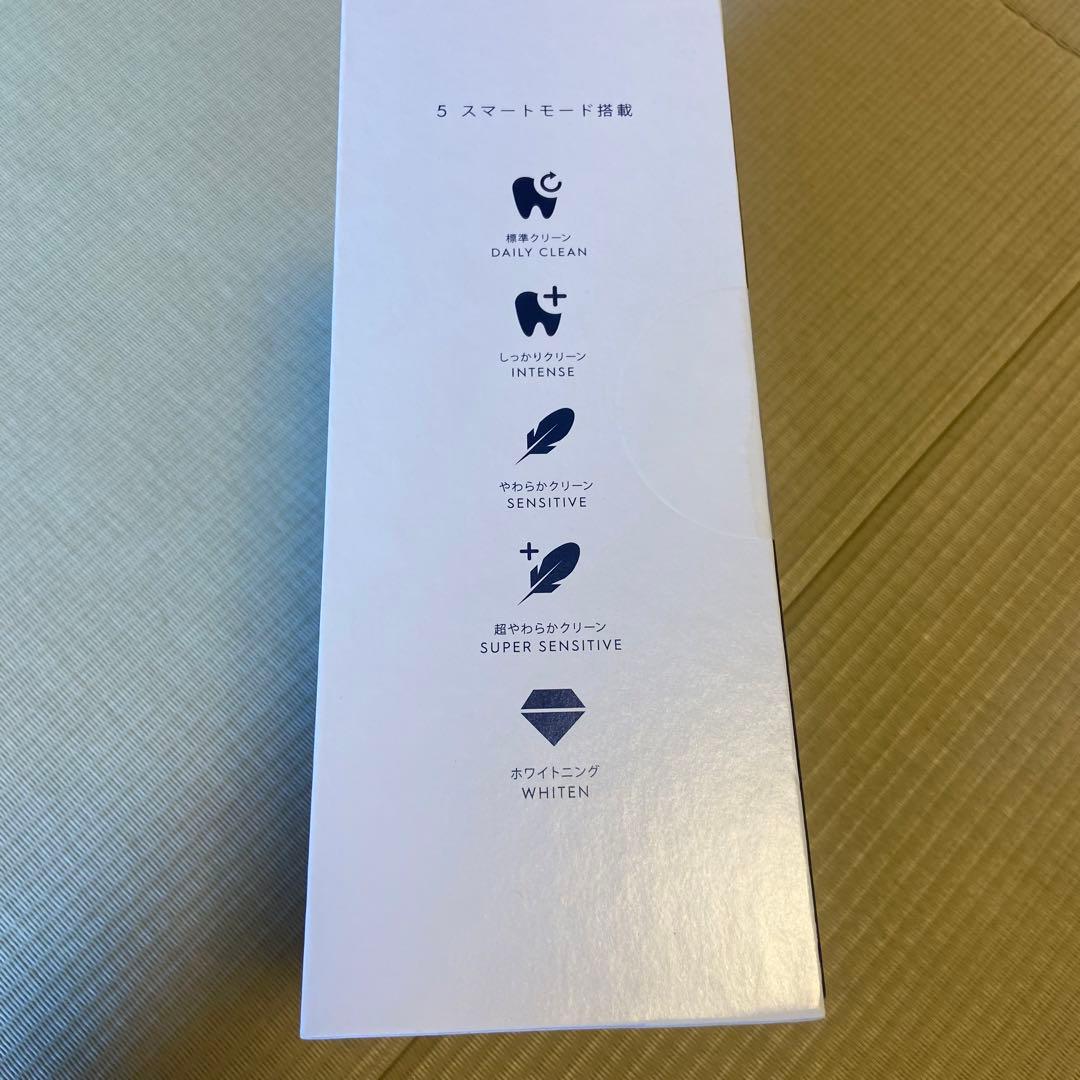 5 スマートモード搭載
標準クリーン
DAILY CLEAN
しっかりクリーン
INTENSE
やわらかクリーン
SENSITIVE
超やわらかクリーン
SUPER SENSITIVE
ホワイトニング
WHITEN